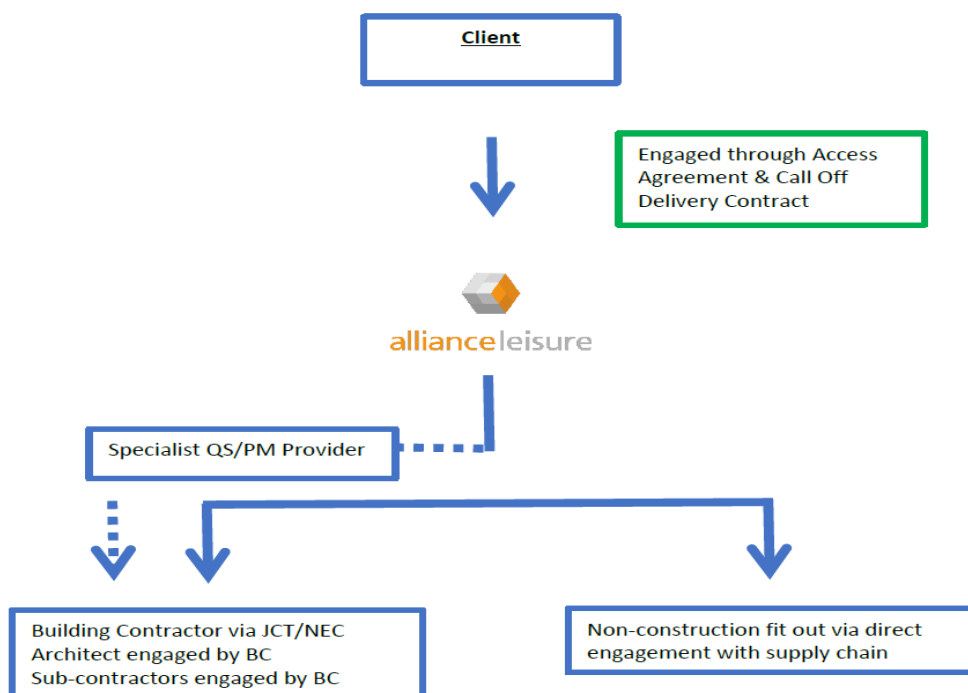 Client
Engaged through Access
Agreement & Call Off
Delivery Contract
allianceleisure
Specialist QS/PM Provider
Building Contractor via JCT/NEC
Architect engaged by BC
Sub-contractors engaged by BC
Non-construction fit out via direct
engagement with supply chain